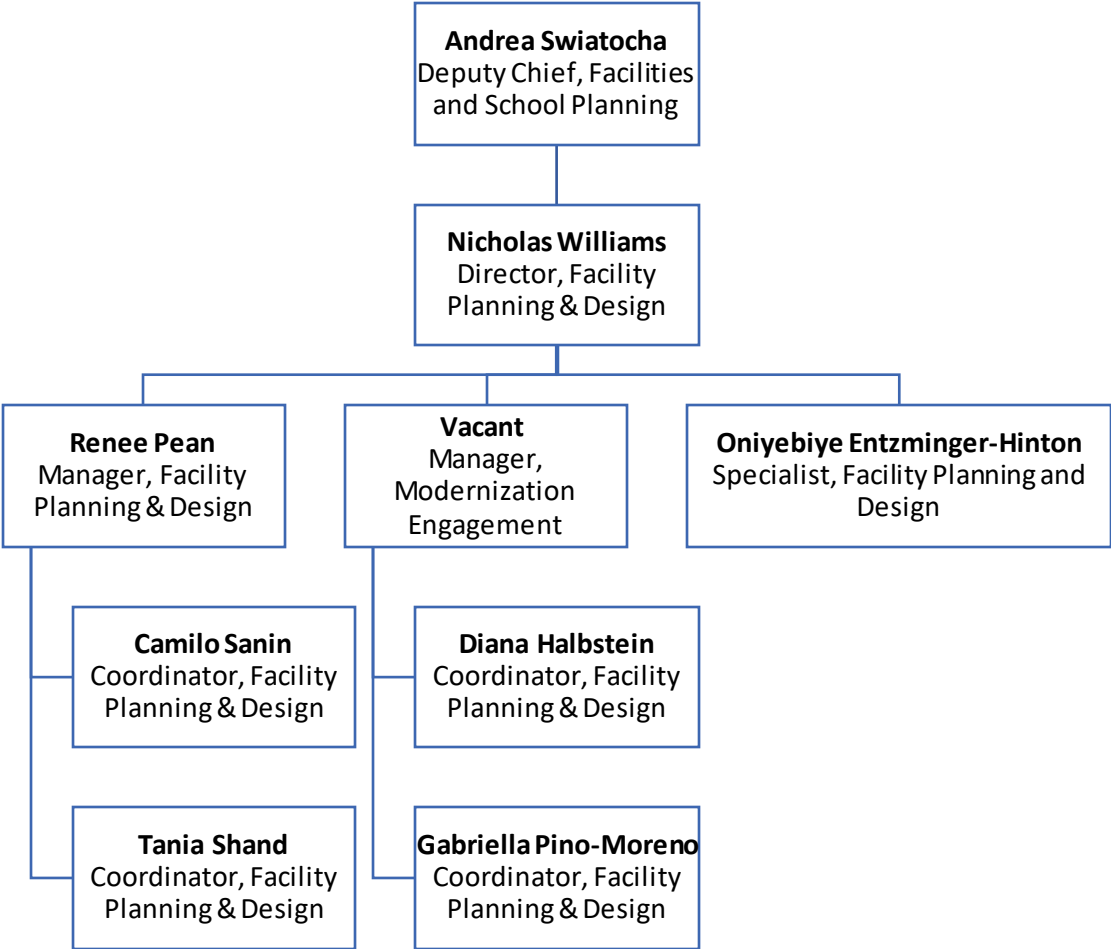 Andrea Swiatocha
Deputy Chief, Facilities
and School Planning
Nicholas Williams
Director, Facility
Planning & Design
Renee Pean
Manager, Facility
Planning & Design
Vacant
Manager,
Modernization
Engagement
Oniyebiye Entzminger-Hinton
Specialist, Facility Planning and
Design
Camilo Sanin
Coordinator, Facility
Planning & Design
Diana Halbstein
Coordinator, Facility
Planning & Design
Tania Shand
Coordinator, Facility
Planning & Design
Gabriella Pino-Moreno
Coordinator, Facility
Planning & Design